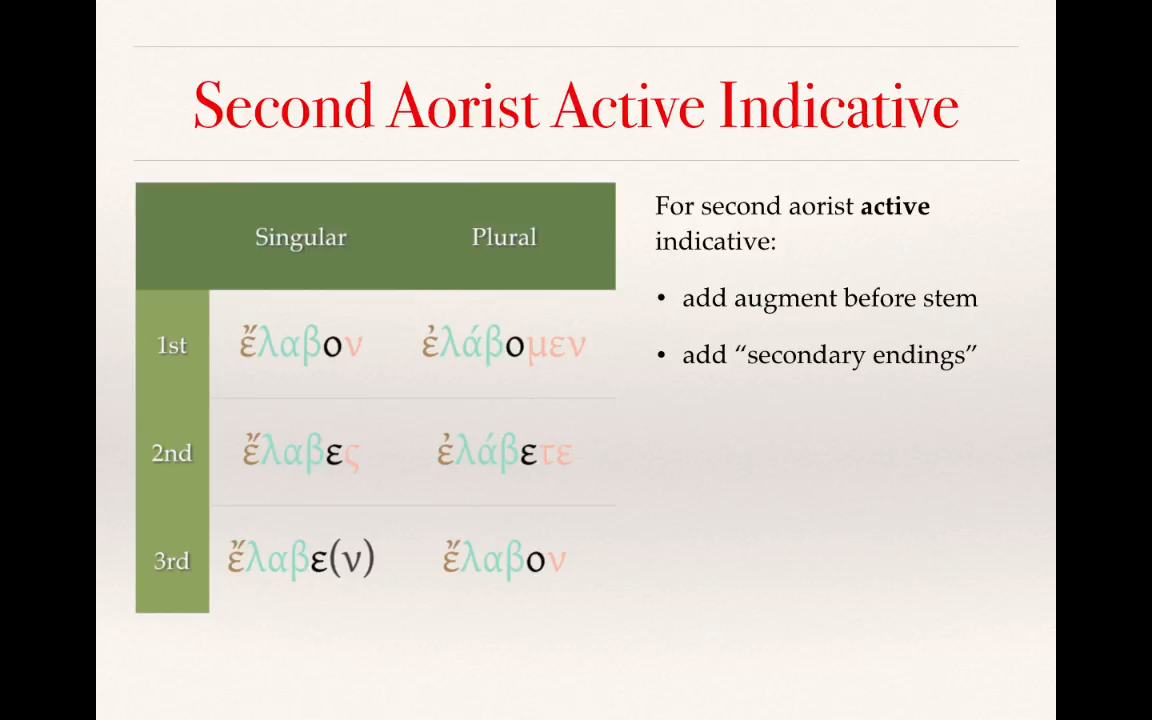 Second Aorist Active Indicative
Singular Plural
1st ἔλαβον ἐλάβομεν
2nd ἔλαβες ἐλάβετε
3rd ἔλαβε(ν) ἔλαβον
For second aorist active
indicative:
• add augment before stem
• add “secondary endings”